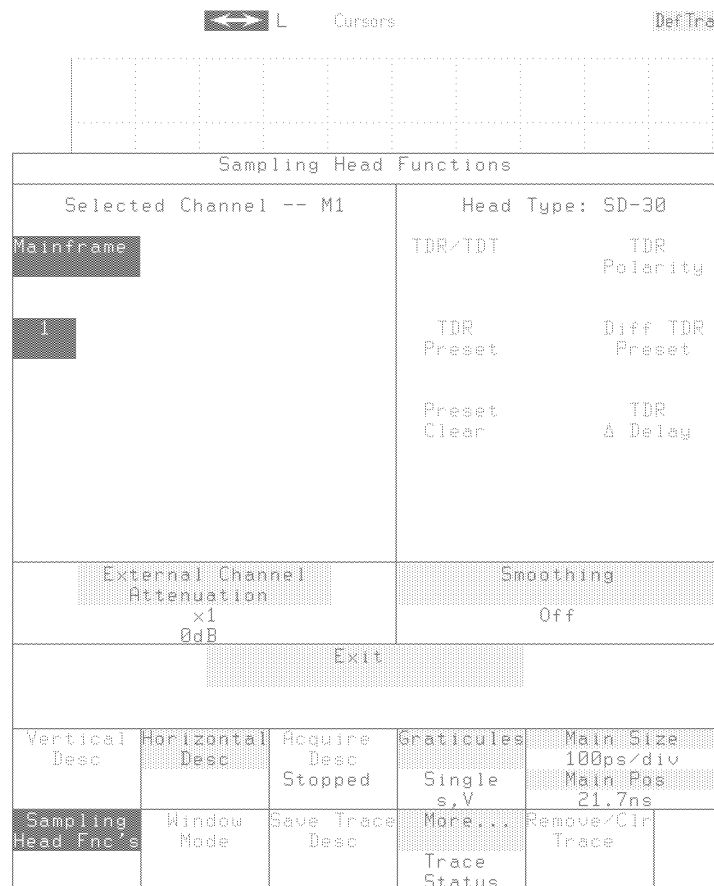 L Cursors DefTra
Sampling Head Functions
Selected Channel -- M1
Head Type: SD-30
Mainframe
TDR/TDT
TDR
Polarity
1
TDR
Preset
Diff TDR
Preset
Preset
Clear
TDR
Δ Delay
External Channel
Attenuation
x1
0dB
Smoothing
Off
Exit
Vertical
Desc
Horizontal
Desc
Acquire
Desc
Stopped
Graticules
Single
s,V
Main Size
100ps/div
Main Pos
21.7ns
Sampling
Head Fnc's
Window
Mode
Save Trace
Desc
More...
Trace
Status
Remove/Clr
Trace